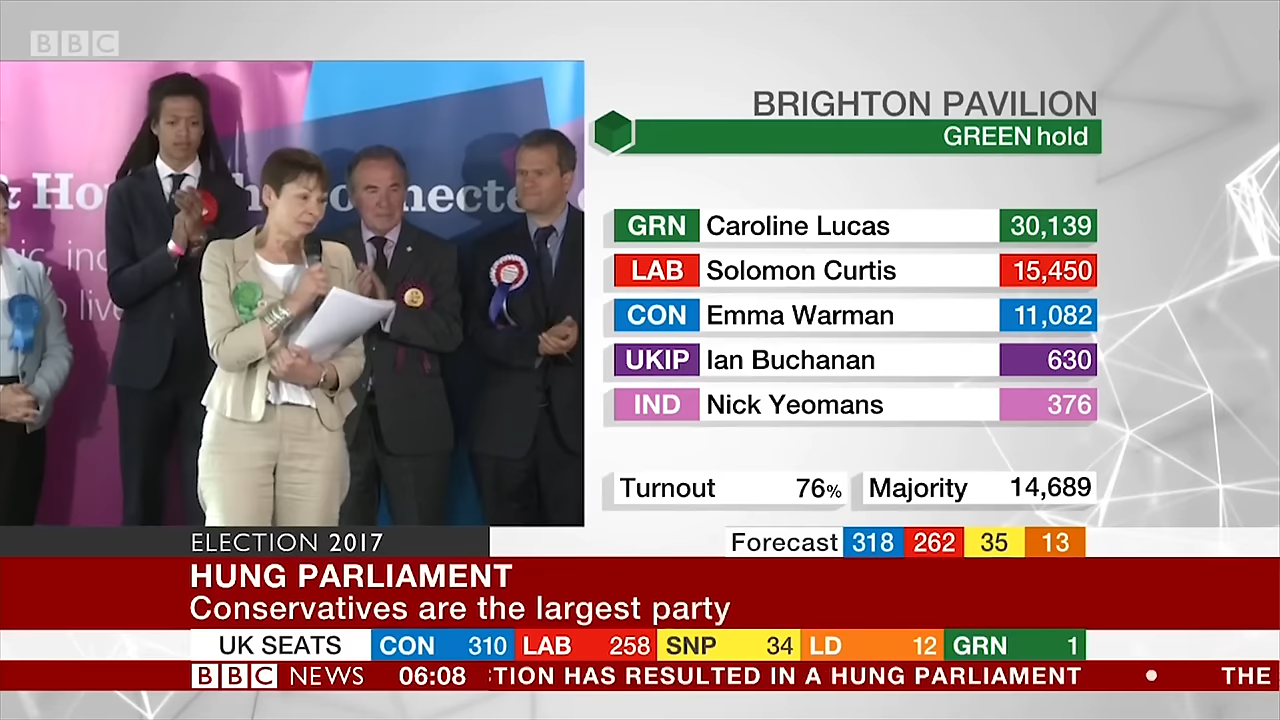 BBC
BRIGHTON PAVILION
GREEN hold
GRN Caroline Lucas 30,139
LAB Solomon Curtis 15,450
CON Emma Warman 11,082
UKIP Ian Buchanan 630
IND Nick Yeomans 376
Turnout 76% Majority 14,689
ELECTION 2017
Forecast 318 262 35 13
HUNG PARLIAMENT
Conservatives are the largest party
UK SEATS CON 310 LAB 258 SNP 34 LD 12 GRN 1
BBC NEWS 06:08 TION HAS RESULTED IN A HUNG PARLIAMENT • THE